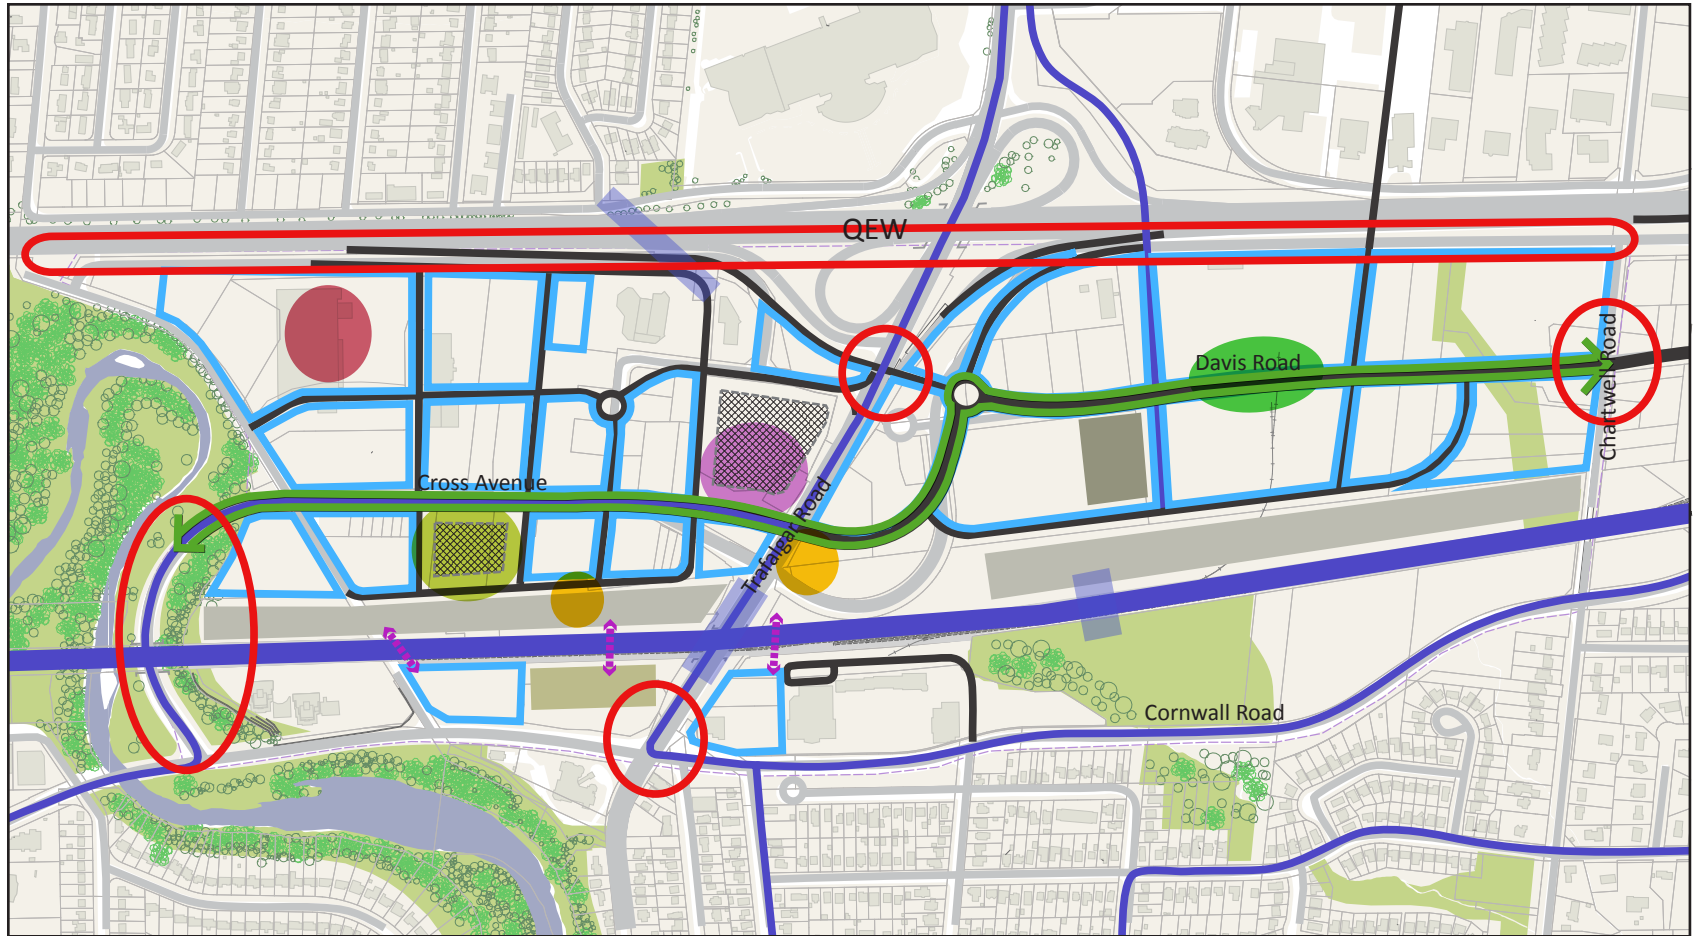 QEW
Davis Road
Chartwell Road
Cross Avenue
Trafalgar Road
Cornwall Road